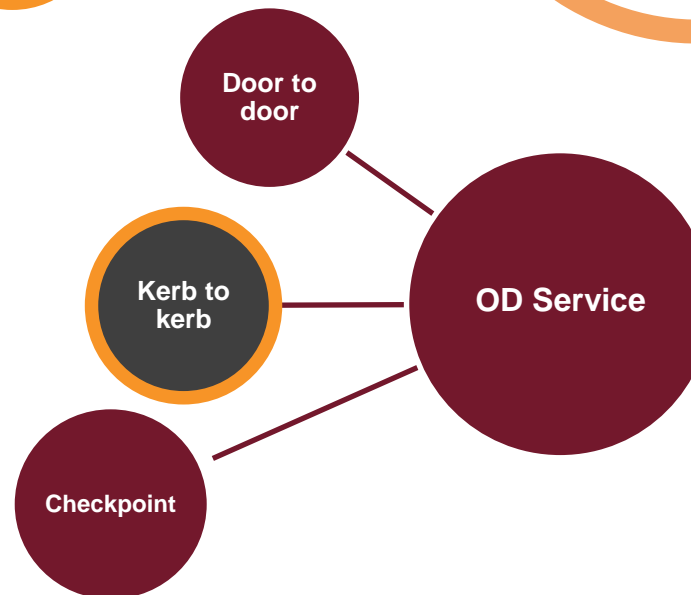 Door to
door
Kerb to
kerb
OD Service
Checkpoint